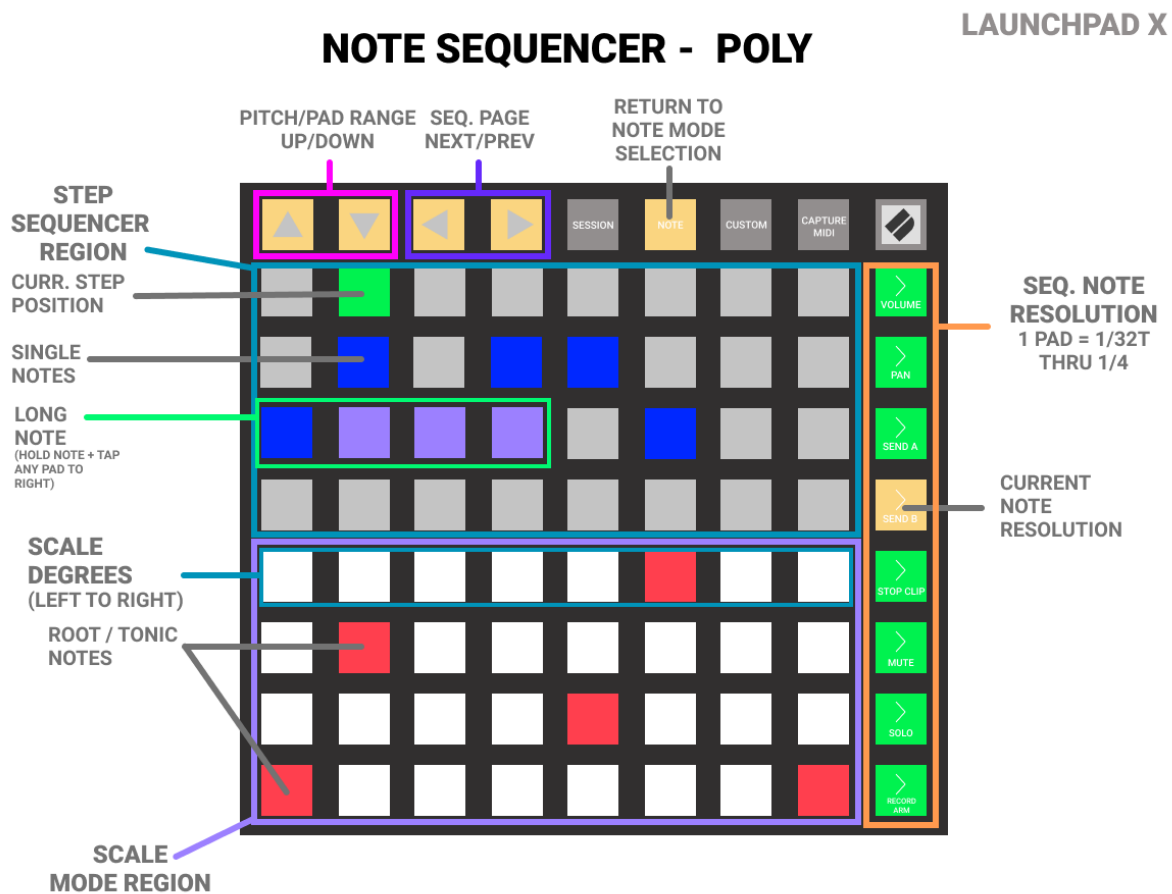 LAUNCHPAD X
NOTE SEQUENCER - POLY
PITCH/PAD RANGE
UP/DOWN
SEQ. PAGE
NEXT/PREV
RETURN TO
NOTE MODE
SELECTION
STEP
SEQUENCER
REGION
CURR. STEP
POSITION
SINGLE
NOTES
LONG
NOTE
(HOLD NOTE + TAP
ANY PAD TO
RIGHT)
SCALE
DEGREES
(LEFT TO RIGHT)
ROOT / TONIC
NOTES
SCALE
MODE REGION
SESSION
NOTE
CUSTOM
CAPTURE
MIDI
VOLUME
PAN
SEND A
SEND B
STOP CLIP
MUTE
SOLO
RECORD
ARM
SEQ. NOTE
RESOLUTION
1 PAD = 1/32T
THRU 1/4
CURRENT
NOTE
RESOLUTION